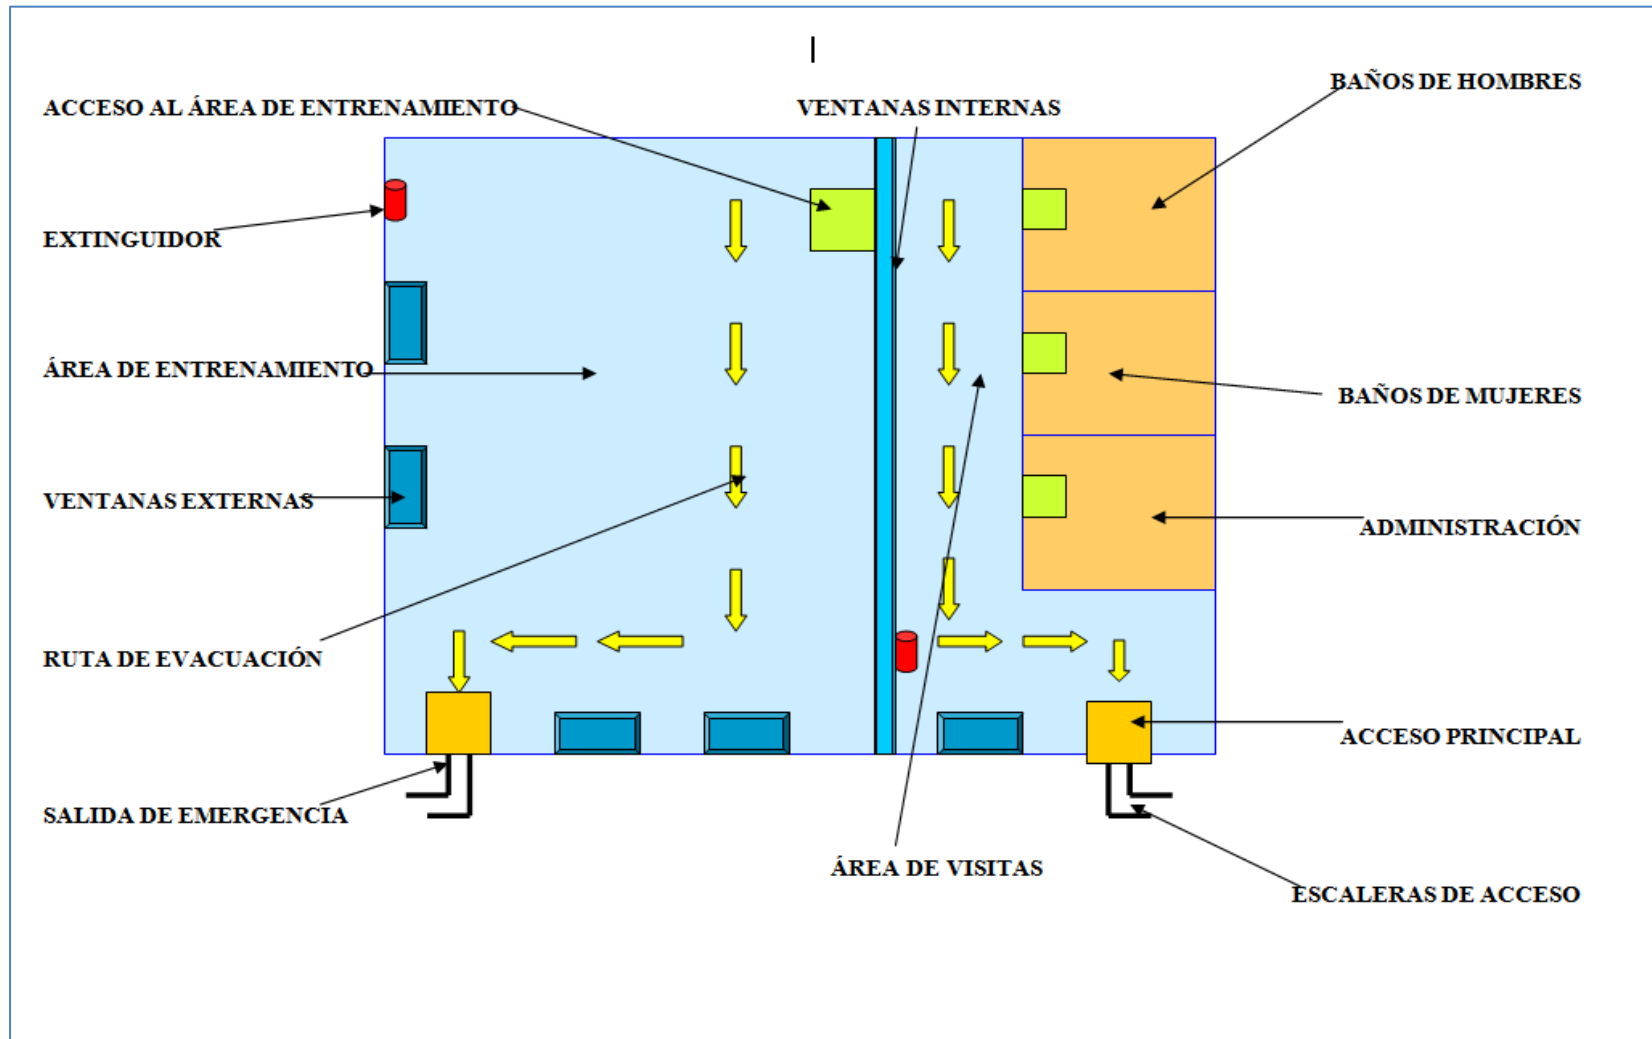 BAÑOS DE HOMBRES
ACCESO AL ÁREA DE ENTRENAMIENTO
VENTANAS INTERNAS
EXTINGUIDOR
ÁREA DE ENTRENAMIENTO
BAÑOS DE MUJERES
VENTANAS EXTERNAS
ADMINISTRACIÓN
RUTA DE EVACUACIÓN
ACCESO PRINCIPAL
SALIDA DE EMERGENCIA
ÁREA DE VISITAS
ESCALERAS DE ACCESO